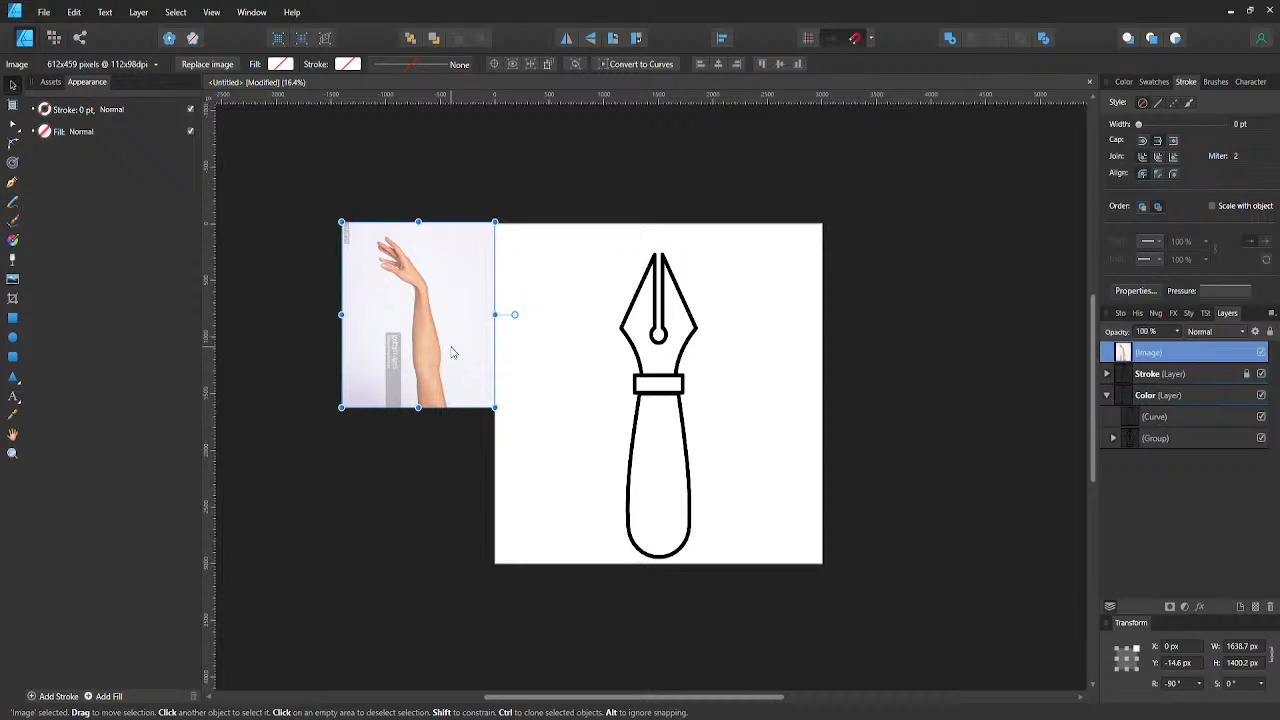 File Edit Text Layer Select View Window Help
Image 612x459 pixels @ 112x98dpi Replace image Fill: Stroke: None Convert to Curves
Assets Appearance <Untitled> [Modified] (16.4%) Color Swatches Stroke Brushes Character
Stroke: 0 pt, Normal
Fill: Normal
Style:
Width: 0 pt
Cap:
Join: Miter: 2
Align:
Order: Scale with object
100%
100%
Properties... Pressure:
Layers
Opacity: 100% Normal
(Image)
Stroke (Layer)
Color (Layer)
(Curve)
(Group)
Transform
X: 0 px W: 1638.7 px
Y: -14.6 px H: 1400.2 px
R: -90 ° S: 0 °
Add Stroke Add Fill
'Image' selected. Drag to move selection. Click another object to select it. Click on an empty area to deselect selection. Shift to constrain. Ctrl to clone selected objects. Alt to ignore snapping.